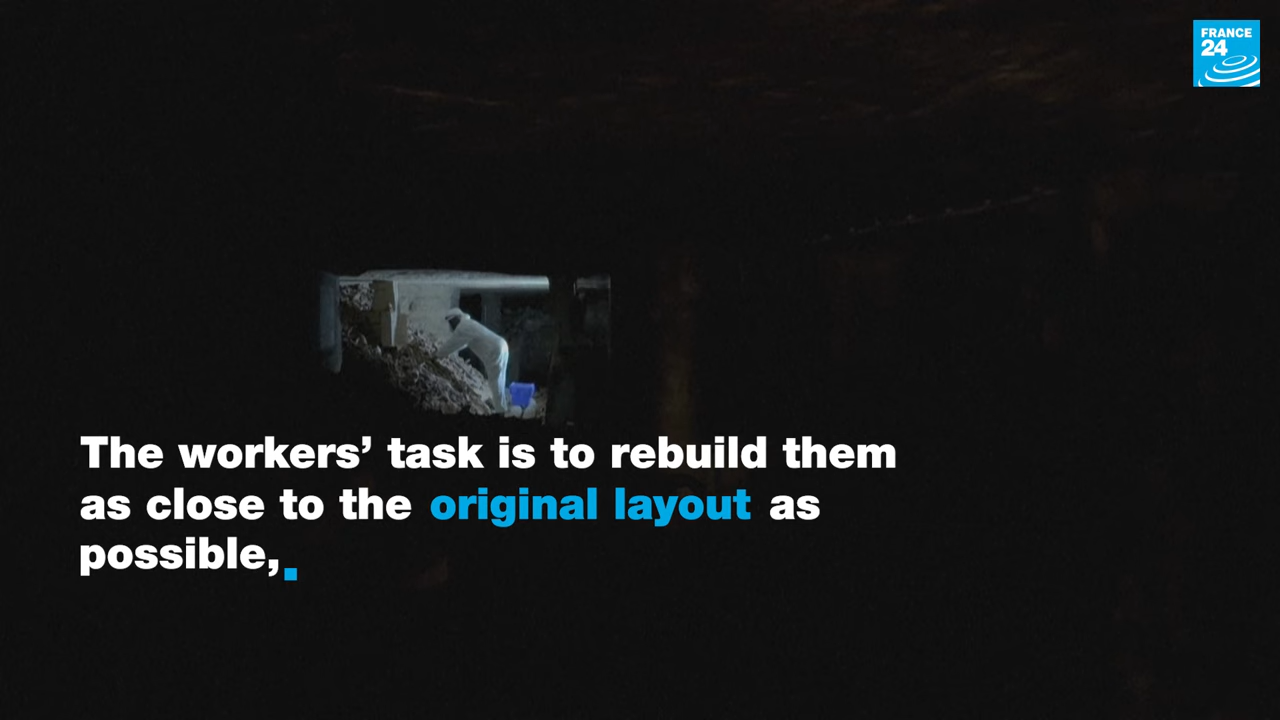 FRANCE
24
The workers’ task is to rebuild them
as close to the original layout as
possible,